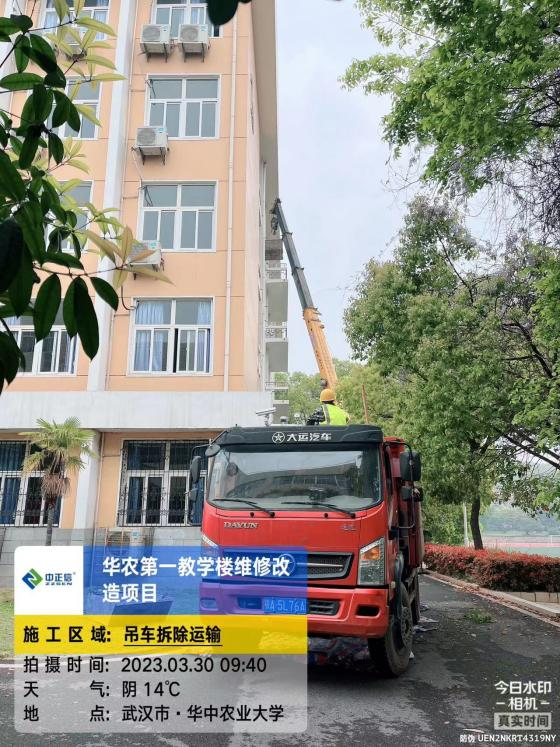 大运汽车
DAYUN
鄂A 5L76A
中正信
ZZSEN
华农第一教学楼维修改
造项目
施工区域: 吊车拆除运输
拍摄时间: 2023.03.30 09:40
天 气: 阴 14℃
地 点: 武汉市·华中农业大学
今日水印
相机
真实时间
防伪 UEN2NKRT4319NY